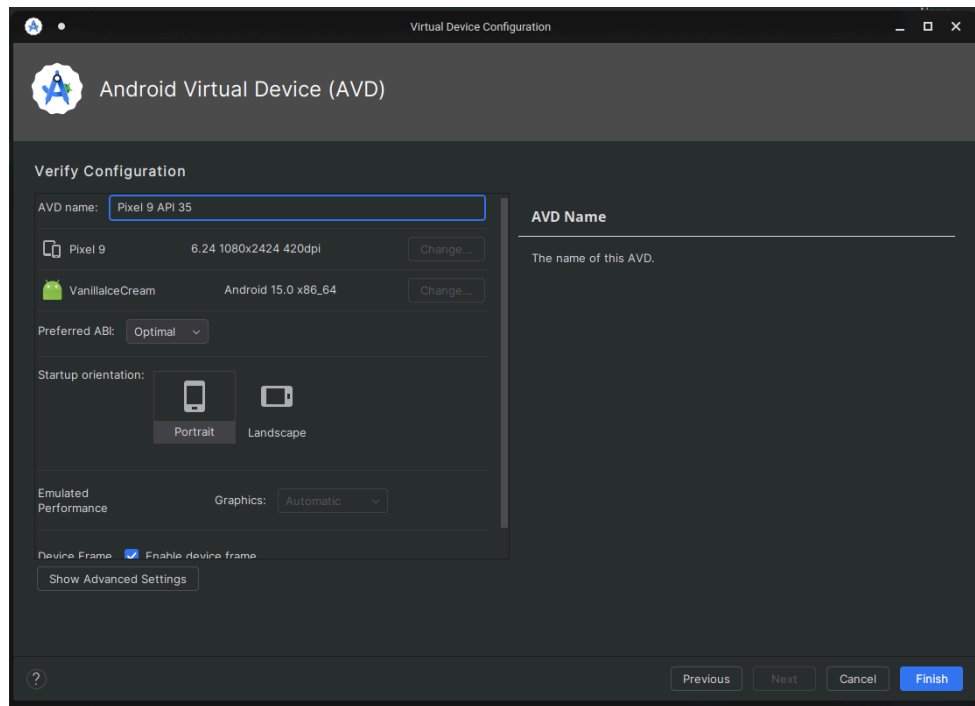 Virtual Device Configuration
Android Virtual Device (AVD)
Verify Configuration
AVD name: Pixel 9 API 35
Pixel 9 6.24 1080x2424 420dpi Change...
VanillaIceCream Android 15.0 x86_64 Change...
Preferred ABI: Optimal
Startup orientation:
Portrait Landscape
Emulated
Performance
Graphics: Automatic
Device Frame Enable device frame
Show Advanced Settings
AVD Name
The name of this AVD.
? Previous Next Cancel Finish